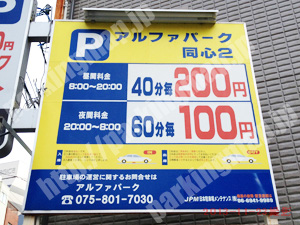 P アルファパーク
同心2
昼間料金
8:00〜20:00
40分毎
200円
夜間料金
20:00〜8:00
60分毎
100円
駐車場の運営に関するお問合せは
アルファパーク
☎075-801-7030